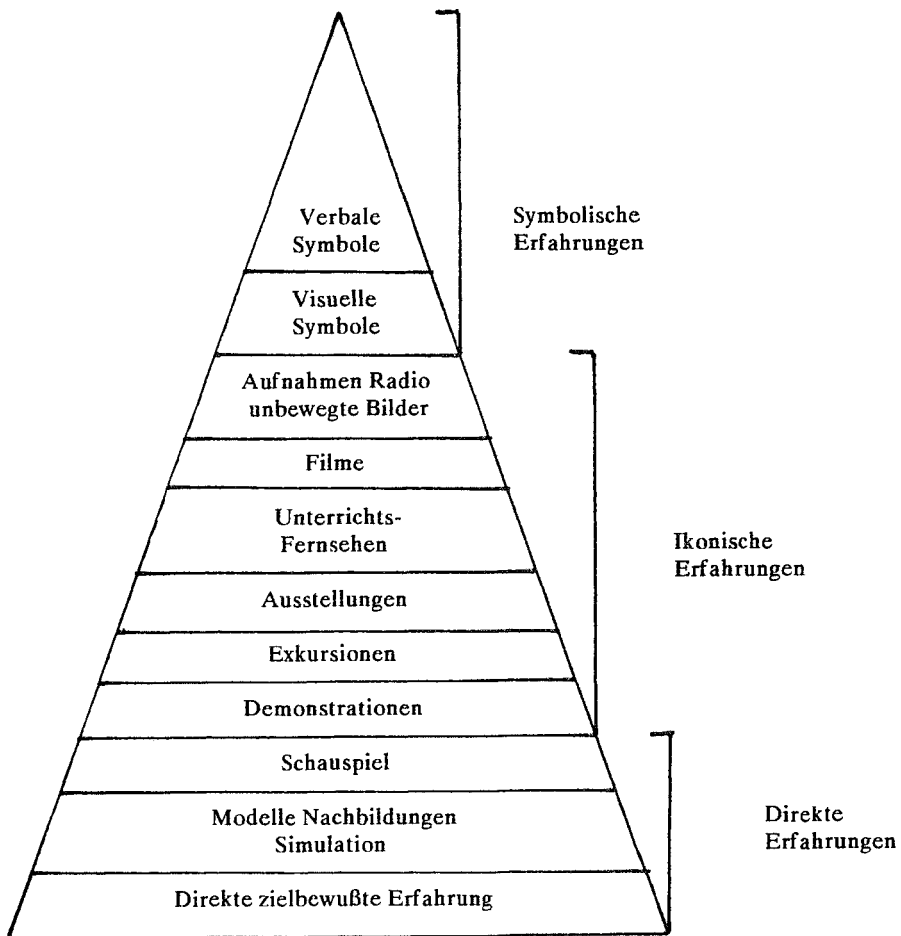 Verbale
Symbole
Symbolische
Erfahrungen
Visuelle
Symbole
Aufnahmen Radio
unbewegte Bilder
Filme
Unterrichts-
Fernsehen
Ikonische
Erfahrungen
Ausstellungen
Exkursionen
Demonstrationen
Schauspiel
Modelle Nachbildungen
Simulation
Direkte
Erfahrungen
Direkte zielbewußte Erfahrung